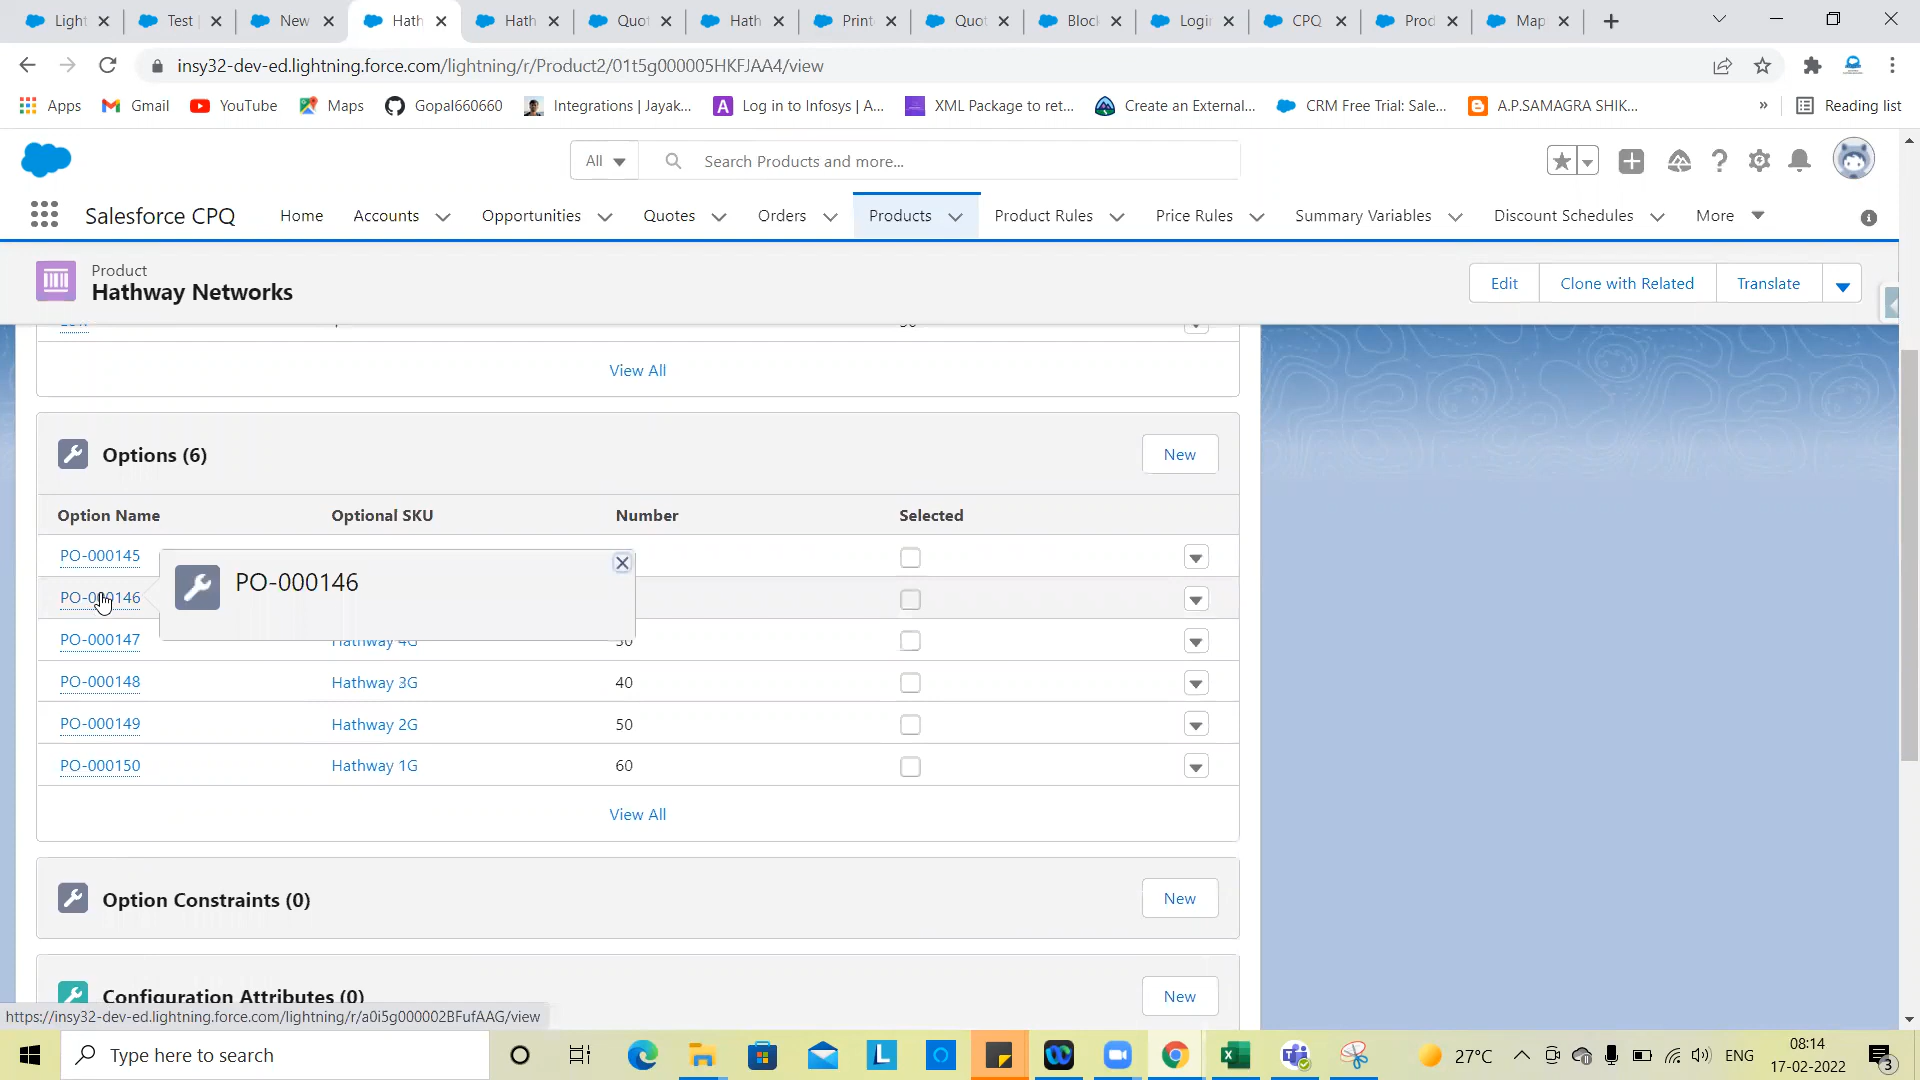 Light
Test
New
Hath
Hath
Quot
Hath
Print
Quot
Bloc
Login
CPQ
Prod
Map
insy32-dev-ed.lightning.force.com/lightning/r/Product2/01t5g000005HKFJAA4/view
Apps
Gmail
YouTube
Maps
Gopal660660
Integrations | Jayak...
Log in to Infosys | A...
XML Package to ret...
Create an External...
CRM Free Trial: Sale...
A.P.SAMAGRA SHIK...
»
Reading list
All
Search Products and more...
Salesforce CPQ
Home
Accounts
Opportunities
Quotes
Orders
Products
Product Rules
Price Rules
Summary Variables
Discount Schedules
More
Product
Hathway Networks
Edit
Clone with Related
Translate
View All
Options (6)
New
Option Name Optional SKU Number Selected
PO-000145
PO-000146
PO-000146
PO-000147 Hathway 4G 30
PO-000148 Hathway 3G 40
PO-000149 Hathway 2G 50
PO-000150 Hathway 1G 60
View All
Option Constraints (0)
New
Configuration Attributes (0)
New
https://insy32-dev-ed.lightning.force.com/lightning/r/a0i5g000002BFufAAG/view
Type here to search
27°C
ENG
08:14
17-02-2022
3